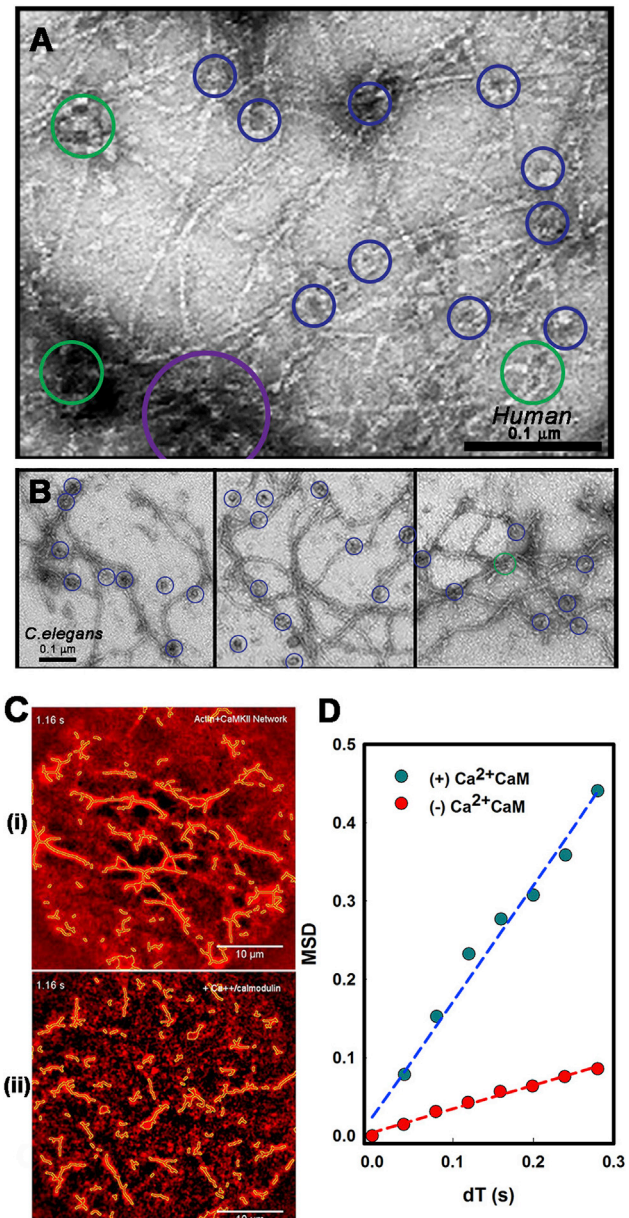 A
Human
0.1 μm
B
C.elegans
0.1 μm
C
(i)
1.16 s
Actin+CaMKII Network
10 μm
(ii)
1.16 s
+ Ca++/calmodulin
10 μm
D
0.5
0.4
0.3
0.2
0.1
0.0
MSD
(+) Ca2+CaM
(-) Ca2+CaM
0.0
0.1
0.2
0.3
dT (s)